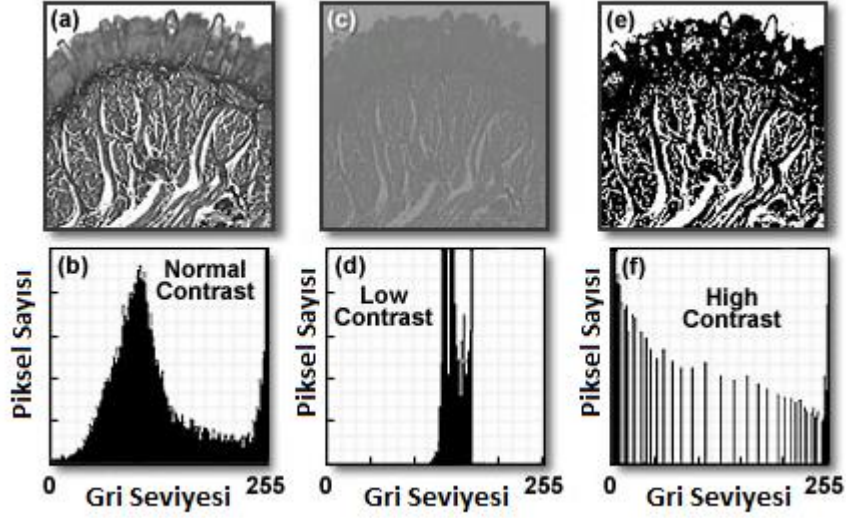 (a)
(c)
(e)
(b)
Normal
Contrast
Piksel Sayısı
0
Gri Seviyesi
255
(d)
Low
Contrast
Piksel Sayısı
0
Gri Seviyesi
255
(f)
High
Contrast
Piksel Sayısı
0
Gri Seviyesi
255